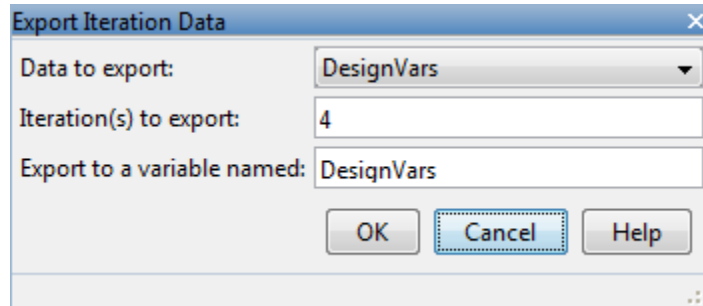 Export Iteration Data
Data to export: DesignVars
Iteration(s) to export: 4
Export to a variable named: DesignVars
OK Cancel Help